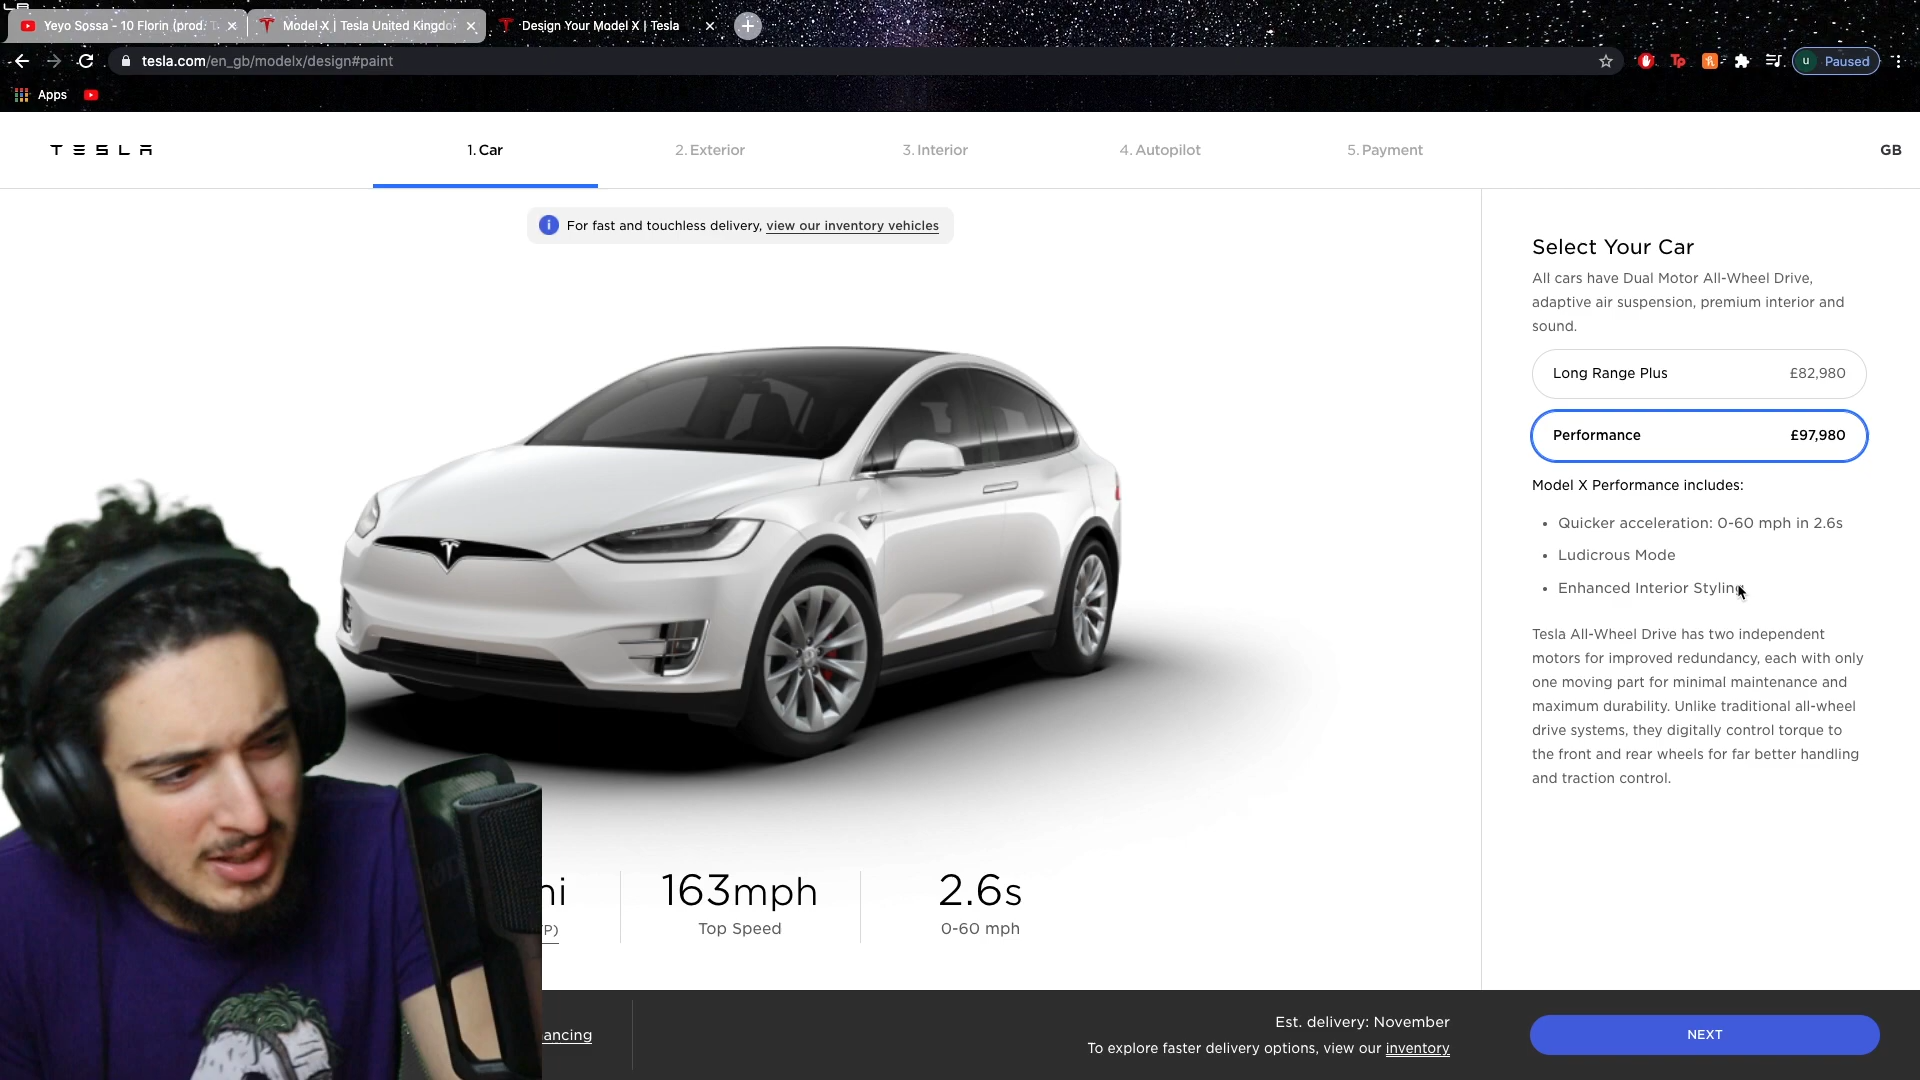 Yeyo Sossa - 10 Florin (prod.
Model X | Tesla United Kingdo
Design Your Model X | Tesla
tesla.com/en_gb/modelx/design#paint
u
Paused
Apps
TESLA
1. Car
2. Exterior
3. Interior
4. Autopilot
5. Payment
GB
For fast and touchless delivery, view our inventory vehicles
Select Your Car
All cars have Dual Motor All-Wheel Drive,
adaptive air suspension, premium interior and
sound.
Long Range Plus £82,980
Performance £97,980
Model X Performance includes:
• Quicker acceleration: 0-60 mph in 2.6s
• Ludicrous Mode
• Enhanced Interior Styling
Tesla All-Wheel Drive has two independent
motors for improved redundancy, each with only
one moving part for minimal maintenance and
maximum durability. Unlike traditional all-wheel
drive systems, they digitally control torque to
the front and rear wheels for far better handling
and traction control.
mi
163mph
2.6s
P)
Top Speed
0-60 mph
ancing
Est. delivery: November
To explore faster delivery options, view our inventory
NEXT